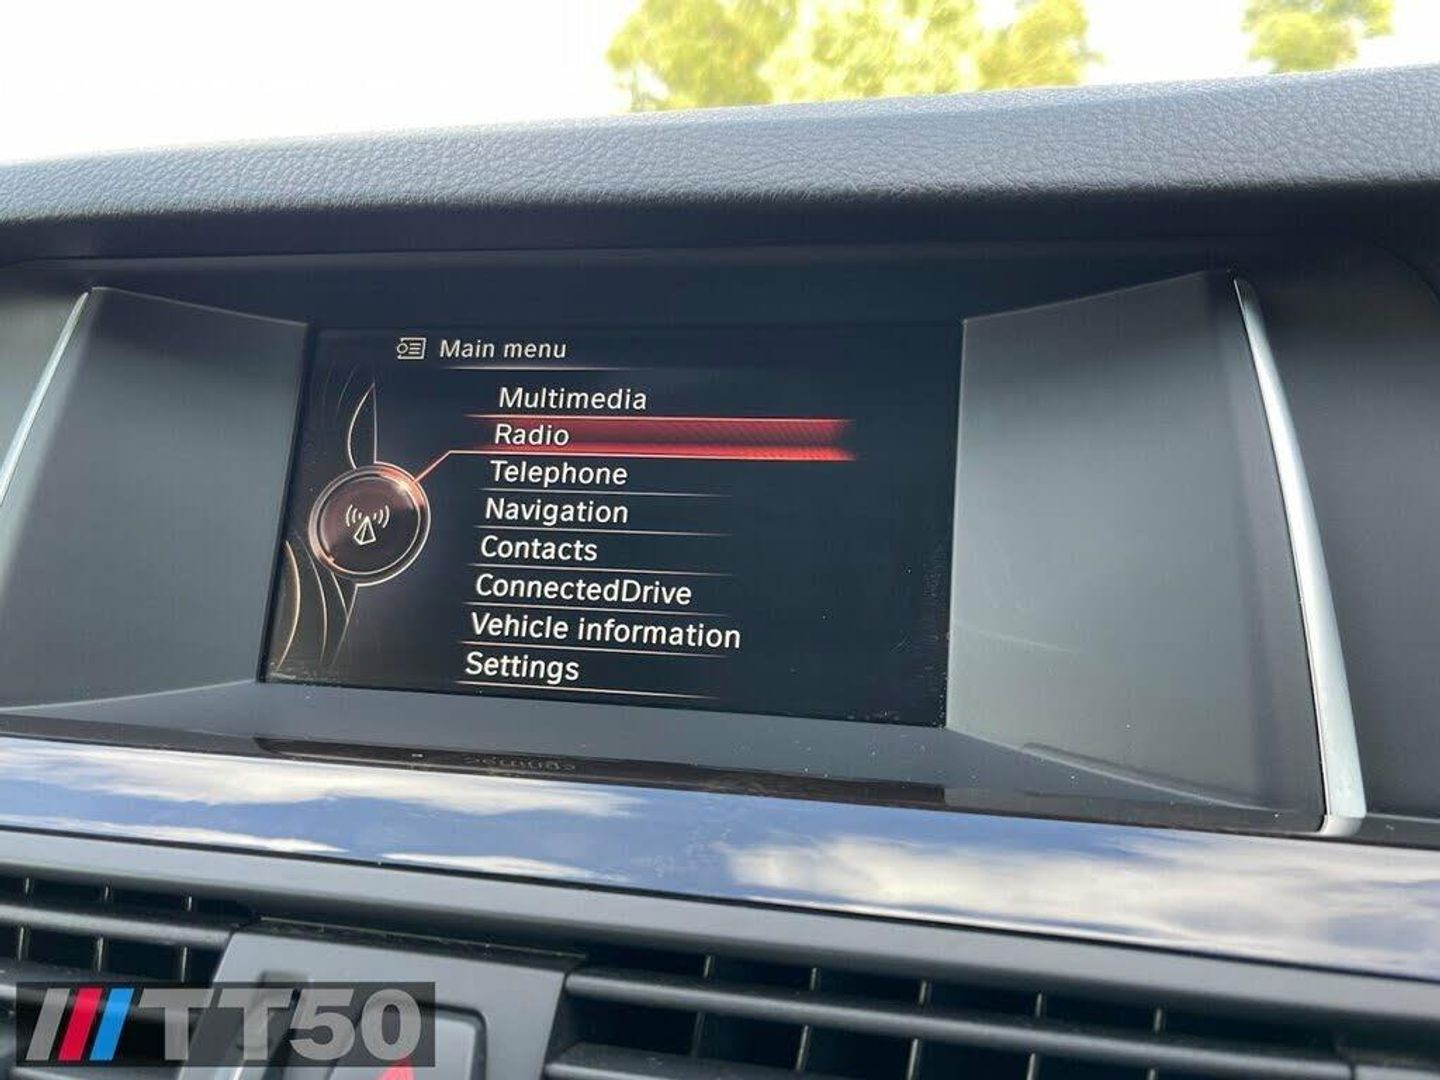 Main menu
Multimedia
Radio
Telephone
Navigation
Contacts
ConnectedDrive
Vehicle information
Settings
TT50